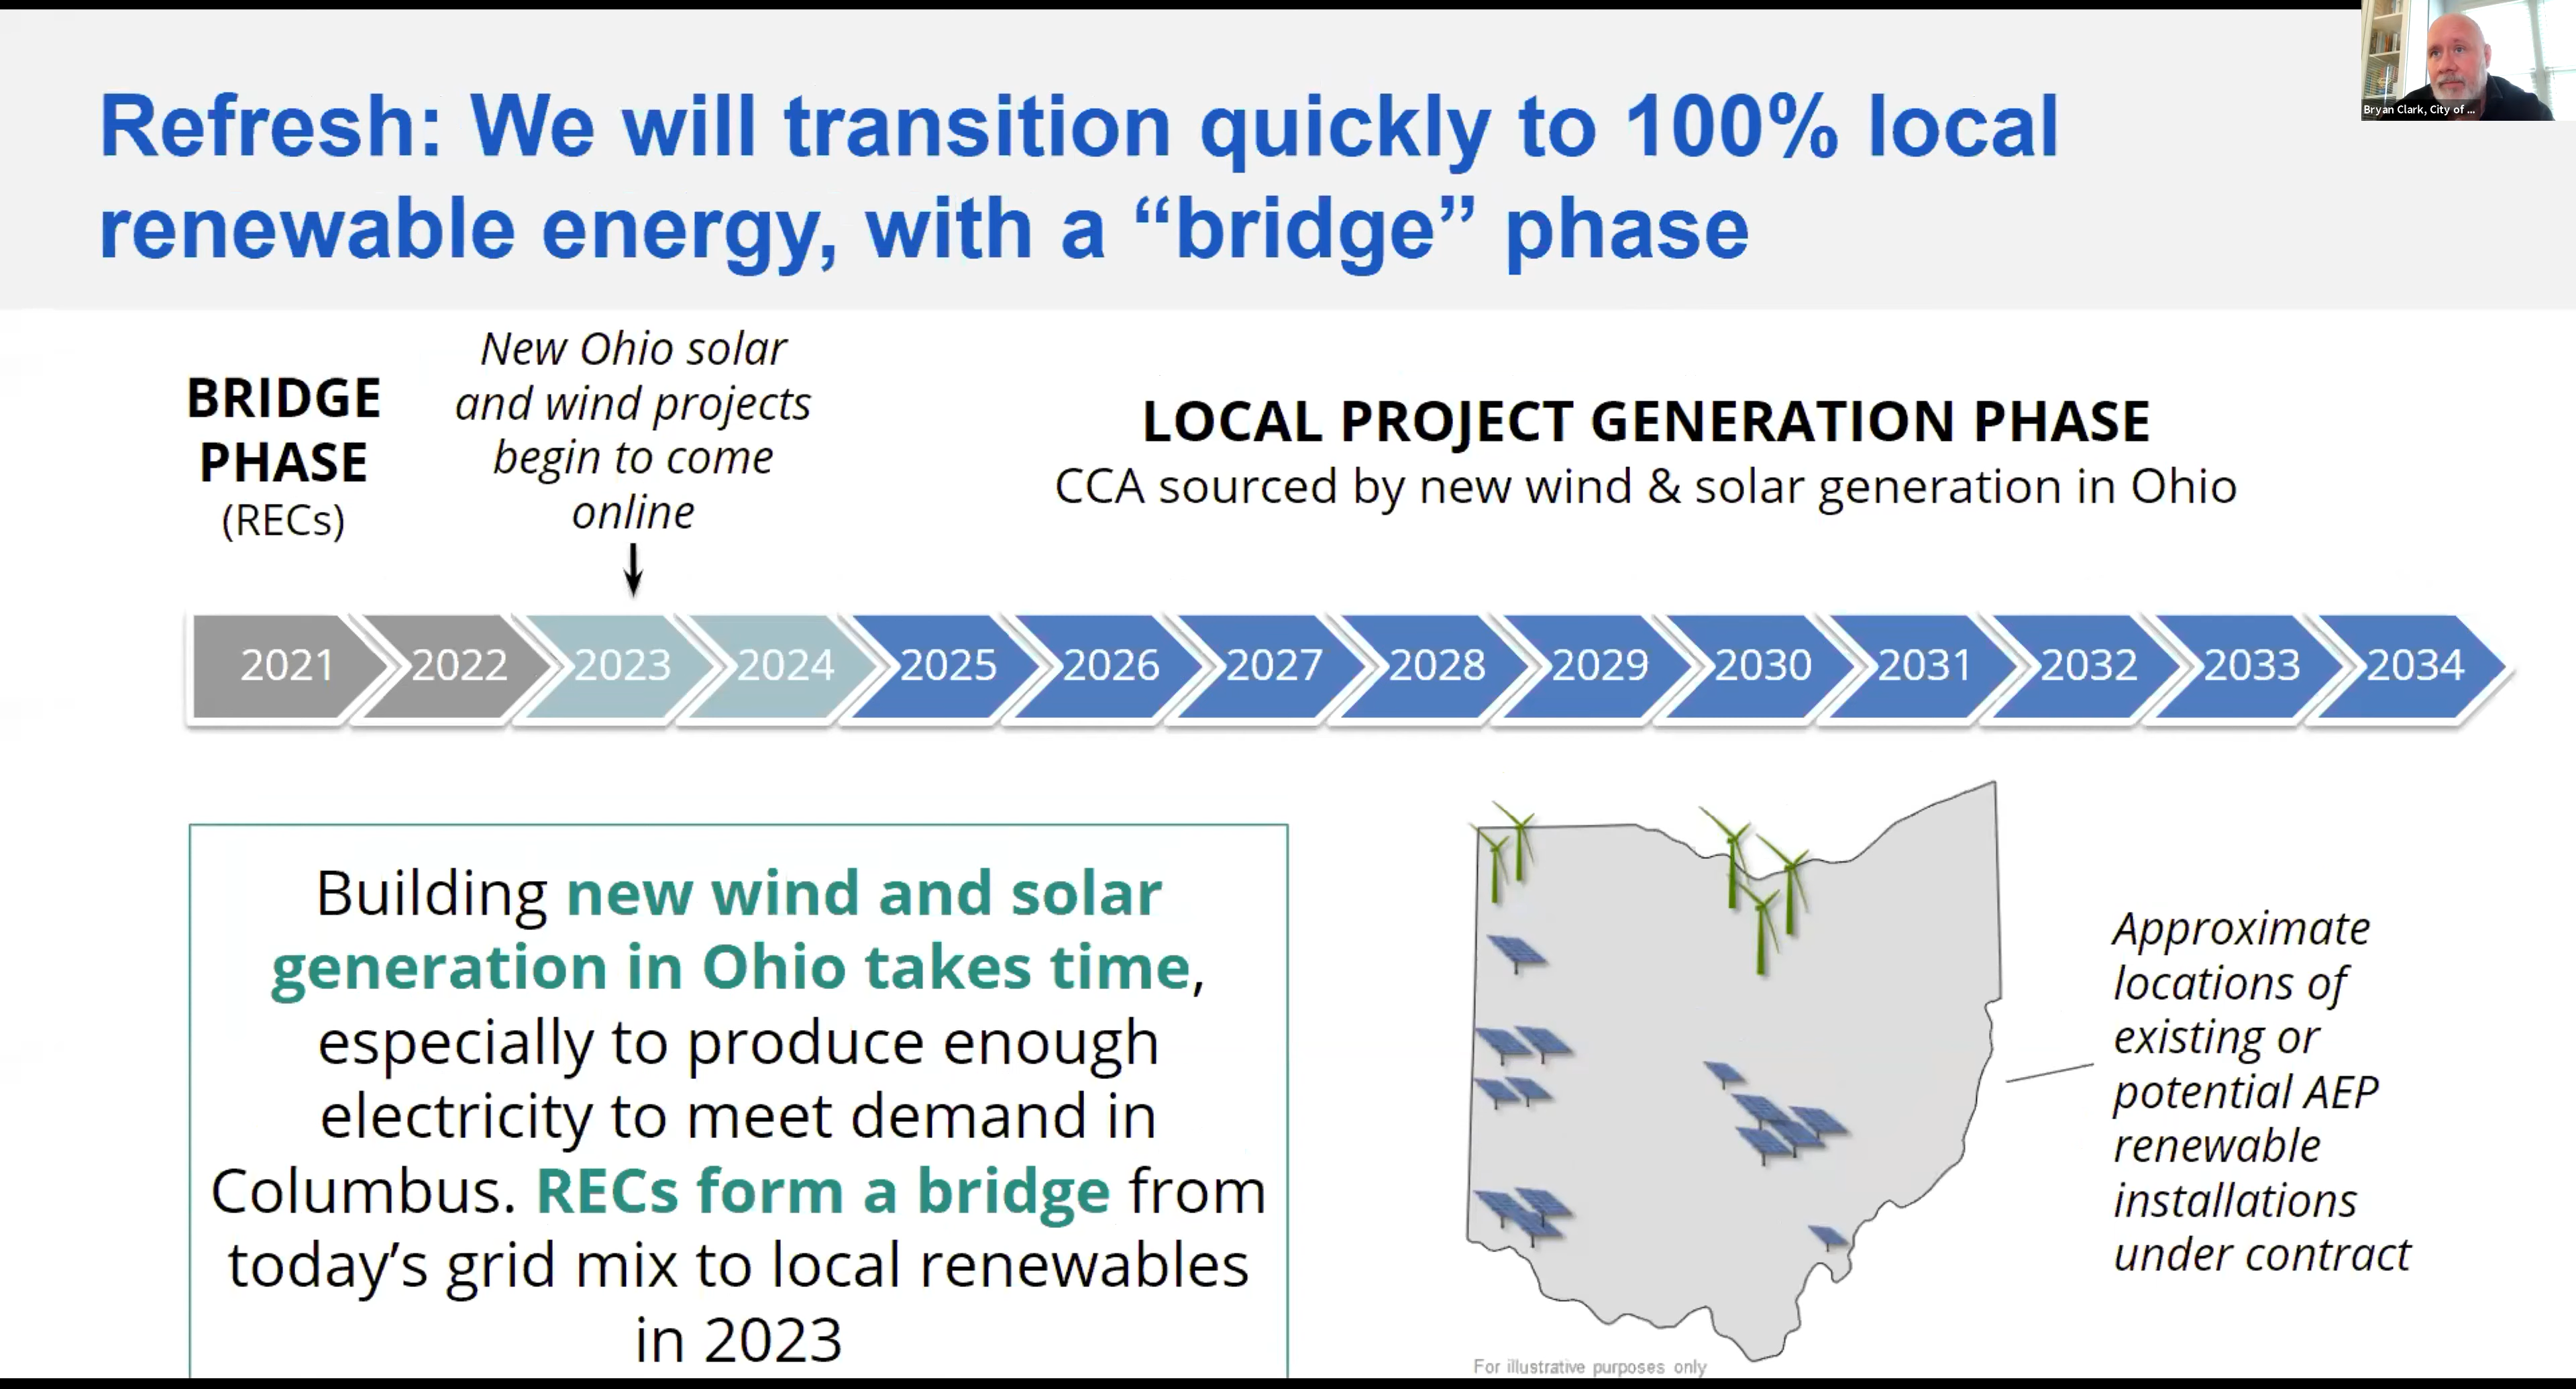 Refresh: We will transition quickly to 100% local
renewable energy, with a “bridge” phase
Bryan Clark, City of ...
BRIDGE
PHASE
(RECs)
New Ohio solar
and wind projects
begin to come
online
LOCAL PROJECT GENERATION PHASE
CCA sourced by new wind & solar generation in Ohio
2021 2022 2023 2024 2025 2026 2027 2028 2029 2030 2031 2032 2033 2034
Building new wind and solar
generation in Ohio takes time,
especially to produce enough
electricity to meet demand in
Columbus. RECs form a bridge from
today’s grid mix to local renewables
in 2023
Approximate
locations of
existing or
potential AEP
renewable
installations
under contract
For illustrative purposes only